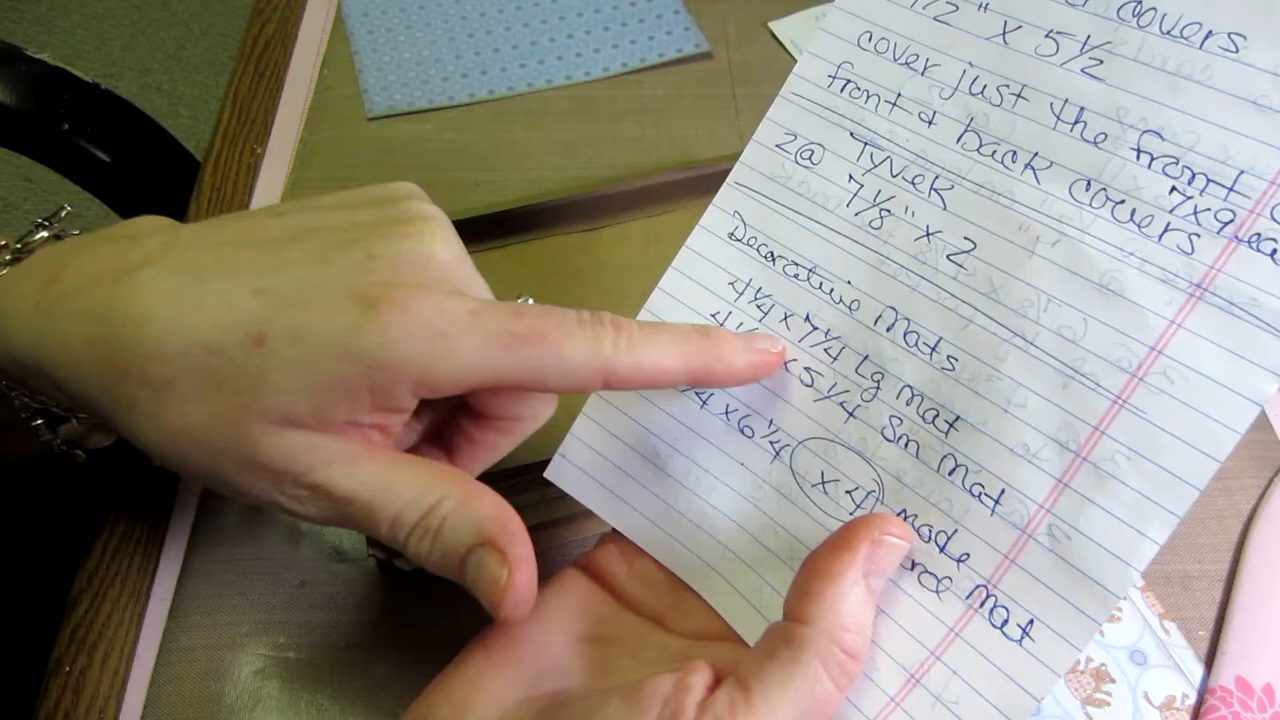 covers
1/2" x 5 1/2
cover just the front
front & back covers
7x9 ea
Tyvek
2@ 7 1/8" x 2
Decorative Mats
4 1/4 x 7 1/4 Lg mat
x 5 1/4 Sm Mat
x 6 1/4 x 4 made
Mat